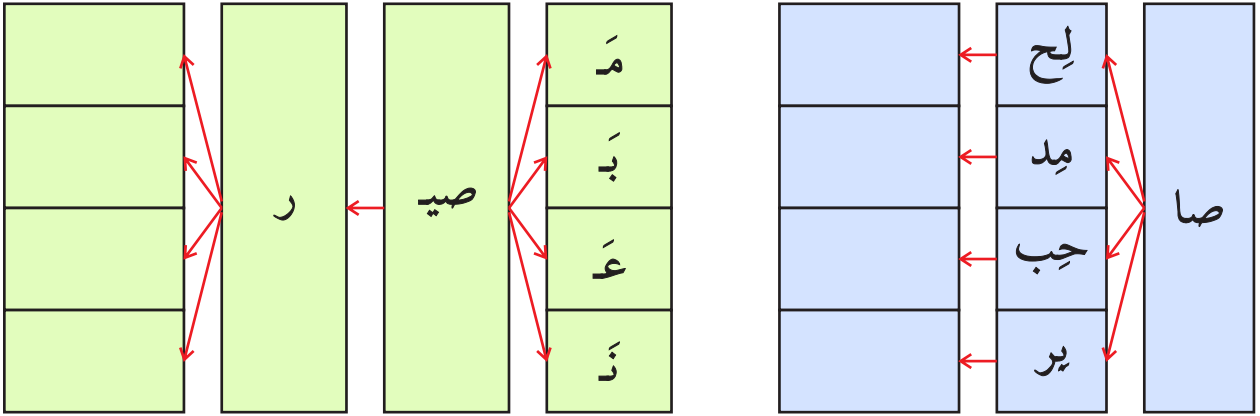 صا
لِح
مِد
حِب
يِر
مَـ
بَـ
عَـ
نَـ
صيـ
ر